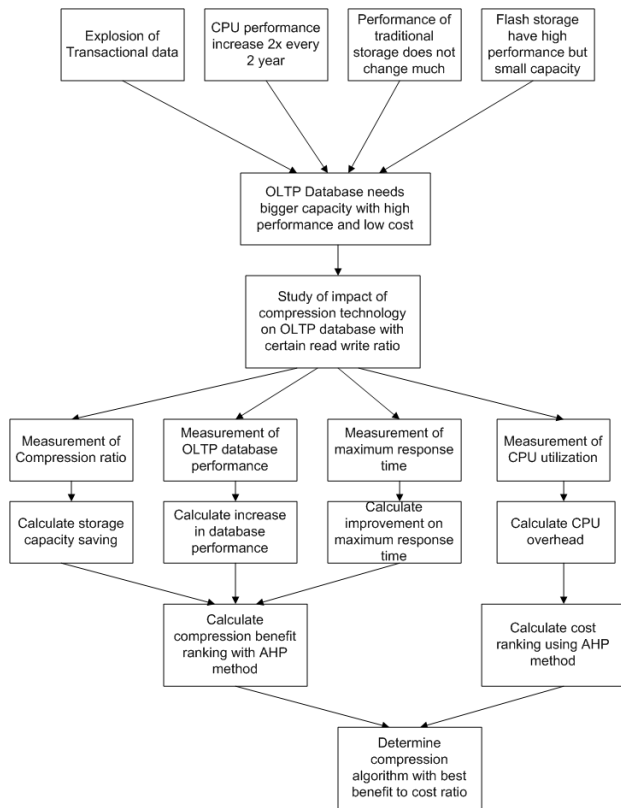 Explosion of
Transactional data
CPU performance
increase 2x every
2 year
Performance of
traditional
storage does not
change much
Flash storage
have high
performance but
small capacity
OLTP Database needs
bigger capacity with high
performance and low cost
Study of impact of
compression technology
on OLTP database with
certain read write ratio
Measurement of
Compression ratio
Measurement of
OLTP database
performance
Measurement of
maximum response
time
Measurement of
CPU utilization
Calculate storage
capacity saving
Calculate increase
in database
performance
Calculate
improvement on
maximum response
time
Calculate CPU
overhead
Calculate
compression benefit
ranking with AHP
method
Calculate cost
ranking using AHP
method
Determine
compression
algorithm with best
benefit to cost ratio